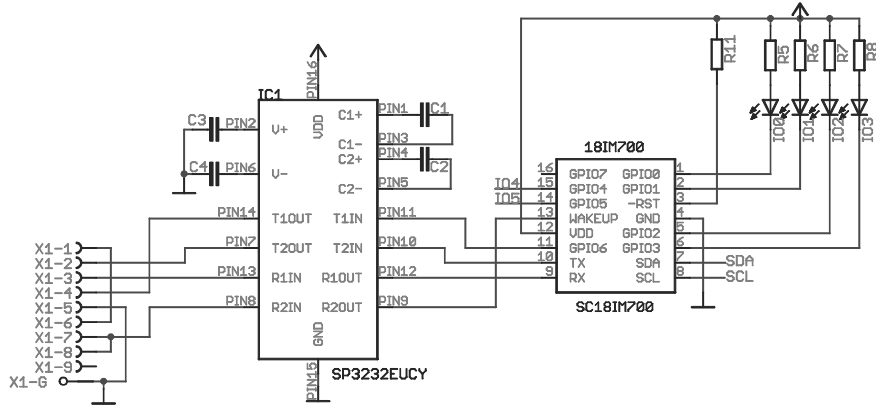 R11
R5
R6
R7
R8
IO0
IO1
IO2
IO3
PIN16
IC1
VDD
C3
PIN2
V+
C4
PIN6
V-
C1+
PIN1
C1
C1-
PIN3
C2+
PIN4
C2
C2-
PIN5
PIN14
T1OUT
T1IN
PIN11
PIN7
T2OUT
T2IN
PIN10
PIN13
R1IN
R1OUT
PIN12
PIN8
R2IN
R2OUT
PIN9
GND
PIN15
SP3232EUCY
18IM700
16 GPIO7 GPIO0 1
IO4 15 GPIO4 GPIO1 2
IO5 14 GPIO5 -RST 3
13 WAKEUP GND 4
12 VDD GPIO2 5
11 GPIO6 GPIO3 6
10 TX SDA 7 SDA
9 RX SCL 8 SCL
SC18IM700
X1-1
X1-2
X1-3
X1-4
X1-5
X1-6
X1-7
X1-8
X1-9
X1-G